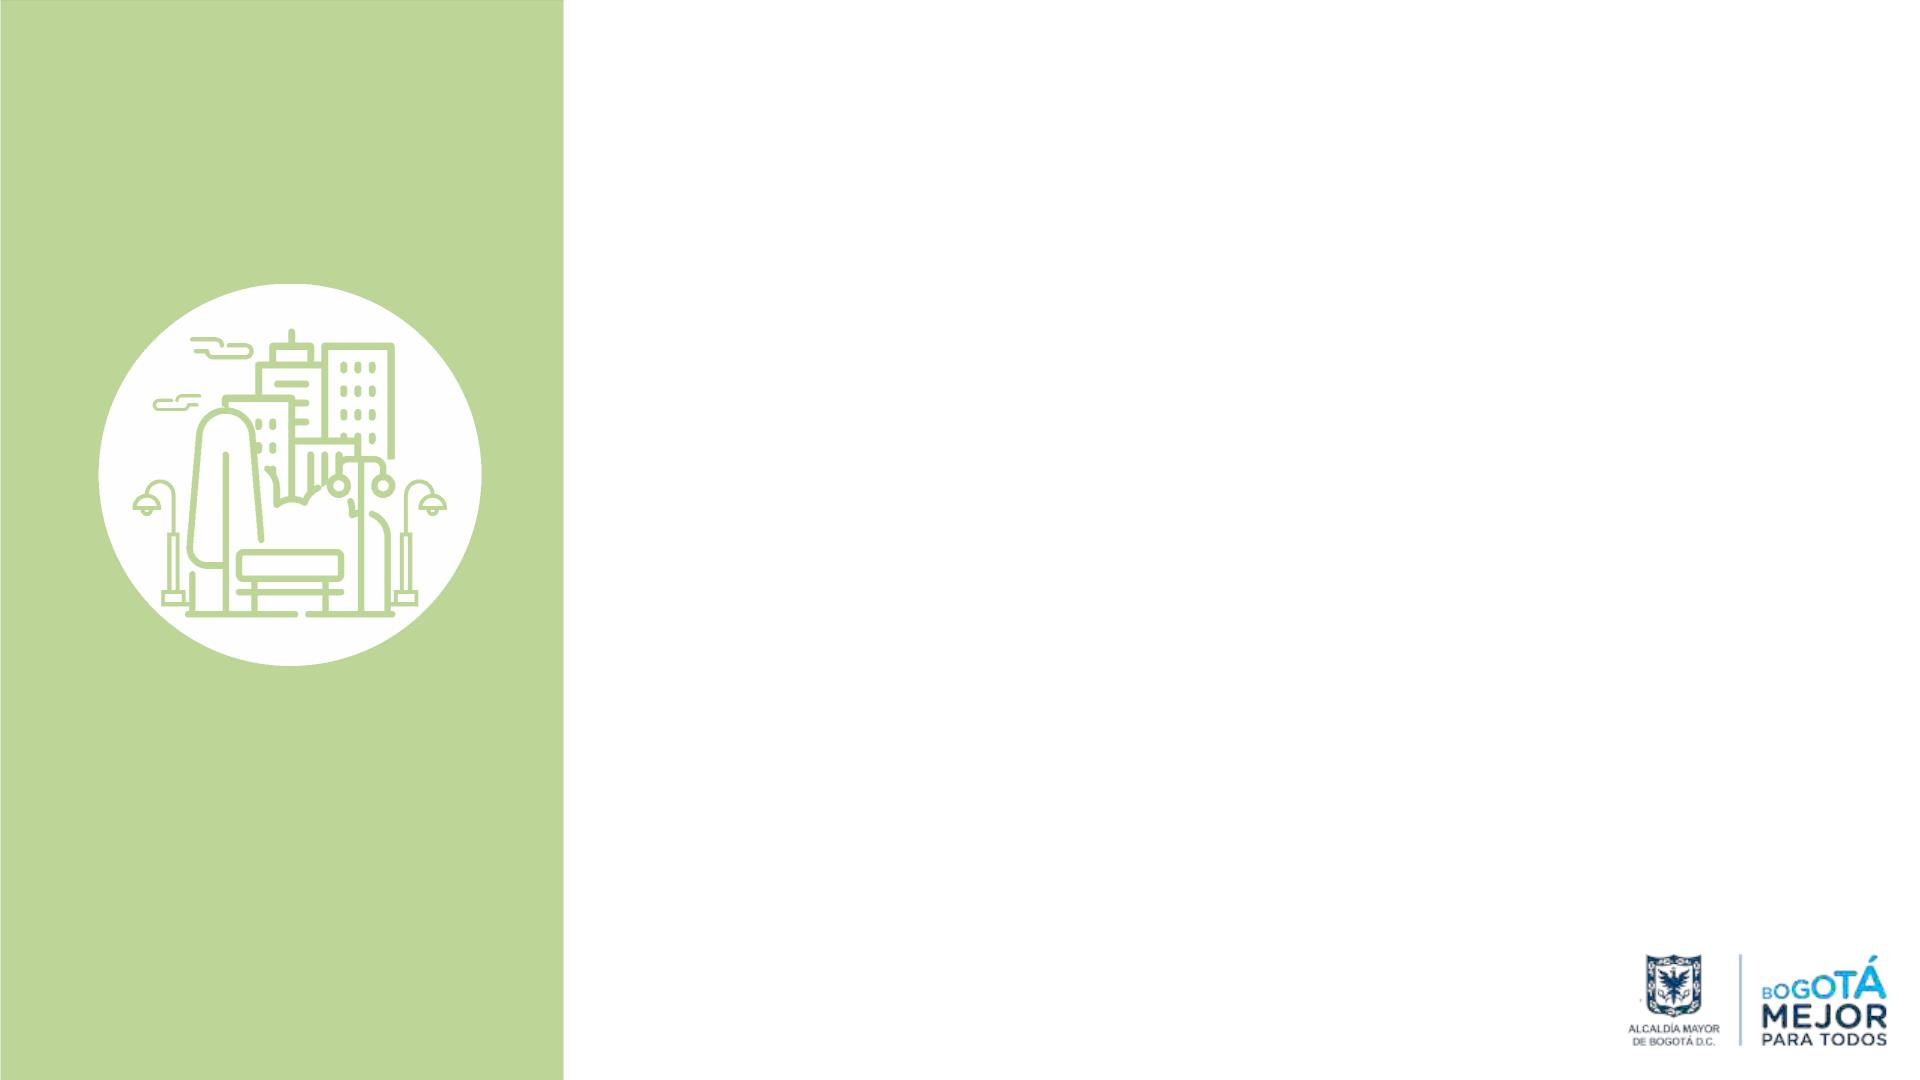 ALCALDÍA MAYOR
DE BOGOTÁ D.C.
BOGOTÁ
MEJOR
PARA TODOS